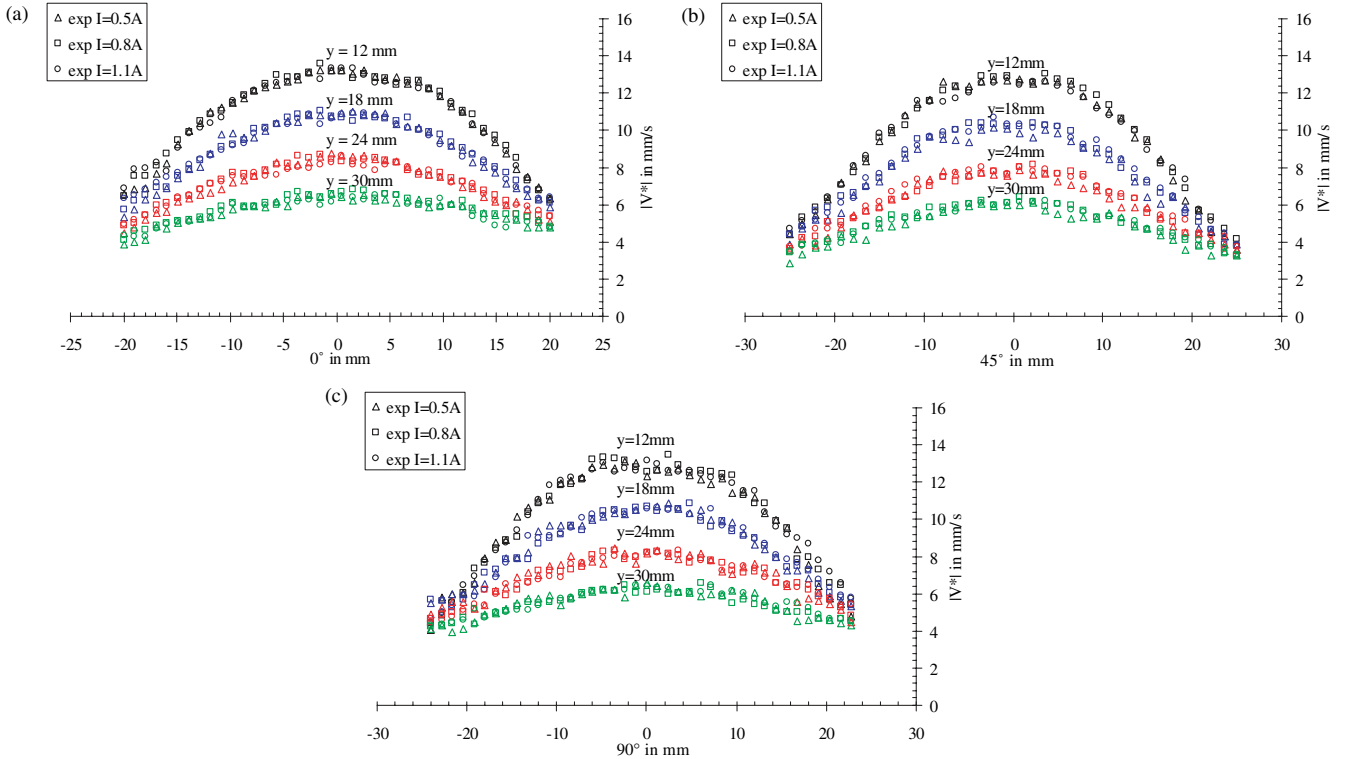 (a)
exp I=0.5A
exp I=0.8A
exp I=1.1A
y = 12 mm
y =18 mm
y = 24 mm
y = 30mm
16
14
12
10
8
6
4
2
0
|V*| in mm/s
-25 -20 -15 -10 -5 0 5 10 15 20 25
0˚ in mm
(b)
exp I=0.5A
exp I=0.8A
exp I=1.1A
y=12mm
y=18mm
y=24mm
y=30mm
16
14
12
10
8
6
4
2
0
|V*| in mm/s
-30 -20 -10 0 10 20 30
45˚ in mm
(c)
exp I=0.5A
exp I=0.8A
exp I=1.1A
y=12mm
y=18mm
y=24mm
y=30mm
16
14
12
10
8
6
4
2
0
|V*| in mm/s
-30 -20 -10 0 10 20 30
90° in mm